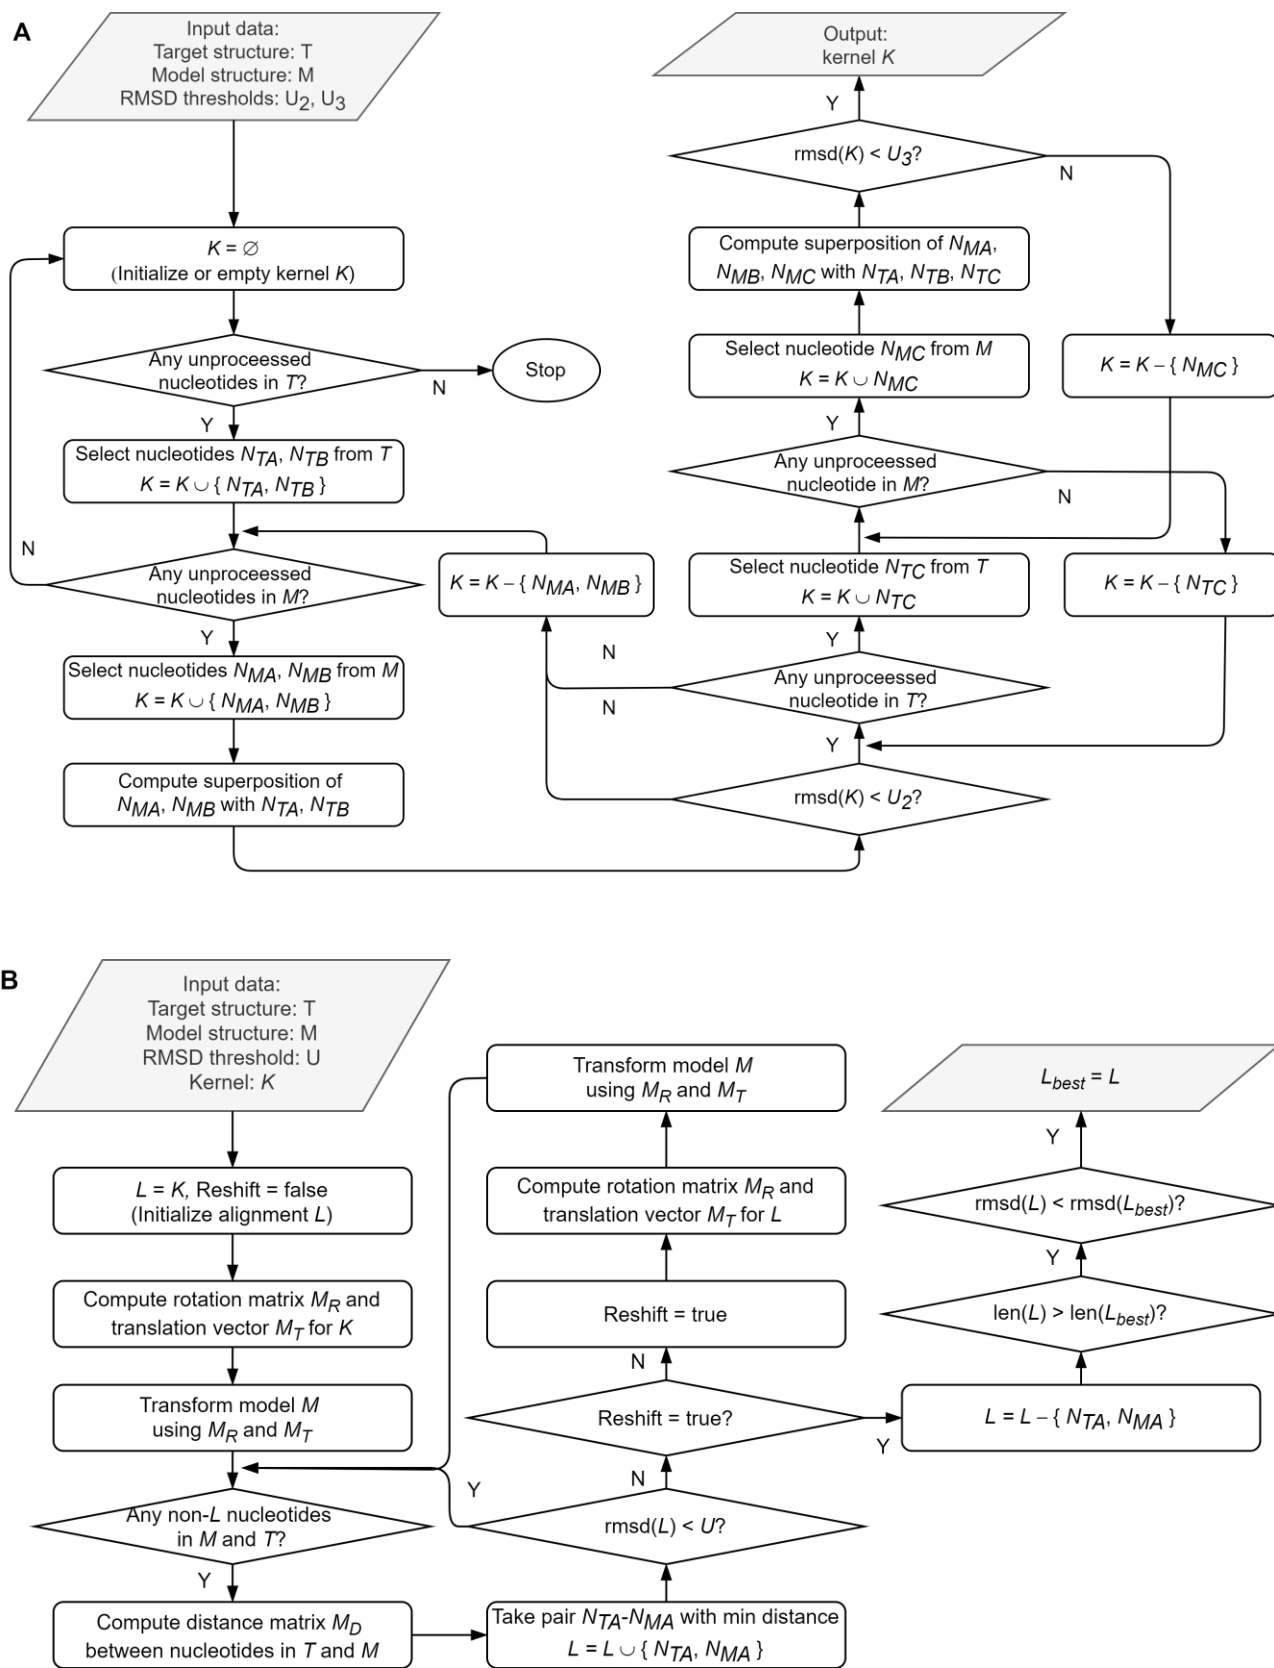 A
Input data:
Target structure: T
Model structure: M
RMSD thresholds: U2, U3
K = ∅
(Initialize or empty kernel K)
Any unproceessed
nucleotides in T?
N
Stop
Y
Select nucleotides NTA, NTB from T
K = K ∪ { NTA, NTB }
N
Any unproceessed
nucleotides in M?
Y
Select nucleotides NMA, NMB from M
K = K ∪ { NMA, NMB }
Compute superposition of
NMA, NMB with NTA, NTB
K = K – { NMA, NMB }
N
N
Output:
kernel K
Y
rmsd(K) < U3?
N
Compute superposition of NMA,
NMB, NMC with NTA, NTB, NTC
Select nucleotide NMC from M
K = K ∪ NMC
K = K – { NMC }
Y
Any unproceessed
nucleotide in M?
N
Select nucleotide NTC from T
K = K ∪ NTC
K = K – { NTC }
Y
Any unproceessed
nucleotide in T?
Y
rmsd(K) < U2?
B
Input data:
Target structure: T
Model structure: M
RMSD threshold: U
Kernel: K
L = K, Reshift = false
(Initialize alignment L)
Compute rotation matrix MR and
translation vector MT for K
Transform model M
using MR and MT
Any non-L nucleotides
in M and T?
Y
Compute distance matrix MD
between nucleotides in T and M
Transform model M
using MR and MT
Compute rotation matrix MR and
translation vector MT for L
Reshift = true
N
Reshift = true?
Y
N
Y
rmsd(L) < U?
Take pair NTA-NMA with min distance
L = L ∪ { NTA, NMA }
Lbest = L
Y
rmsd(L) < rmsd(Lbest)?
Y
len(L) > len(Lbest)?
L = L – { NTA, NMA }